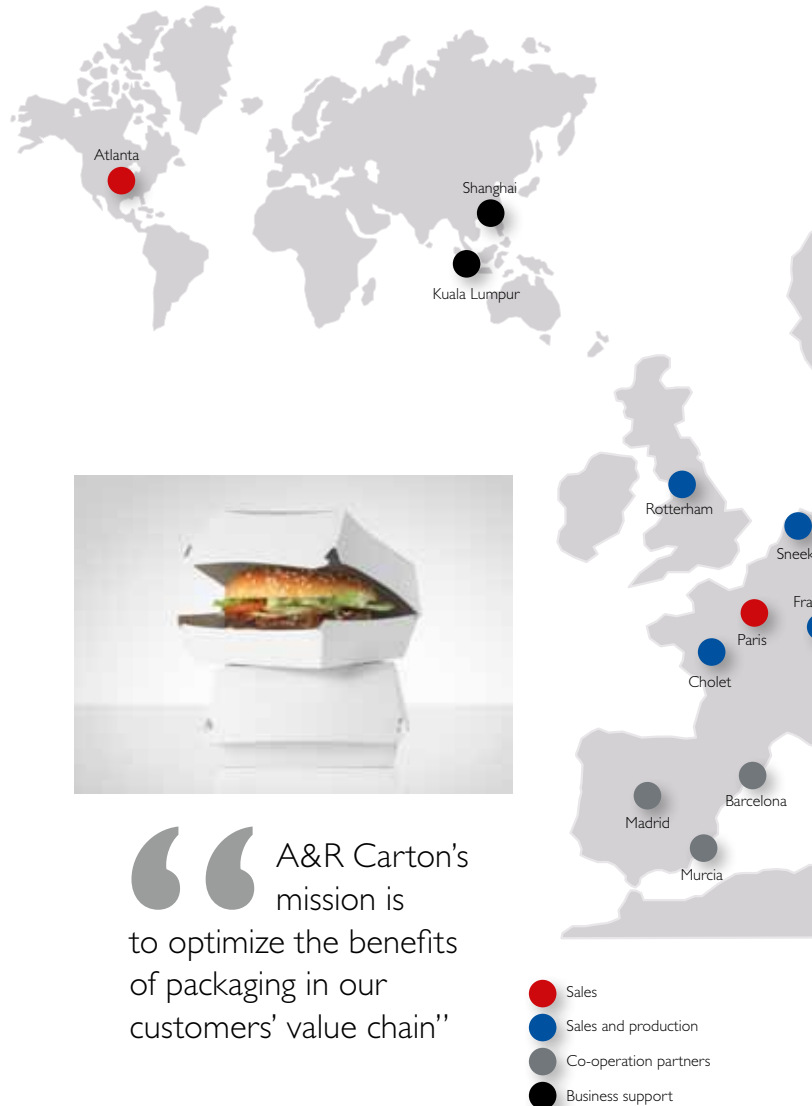 Atlanta
Shanghai
Kuala Lumpur
Rotterham
Sneek
Paris
Cholet
Barcelona
Madrid
Murcia
A&R Carton’s
mission is
to optimize the benefits
of packaging in our
customers’ value chain”
Sales
Sales and production
Co-operation partners
Business support